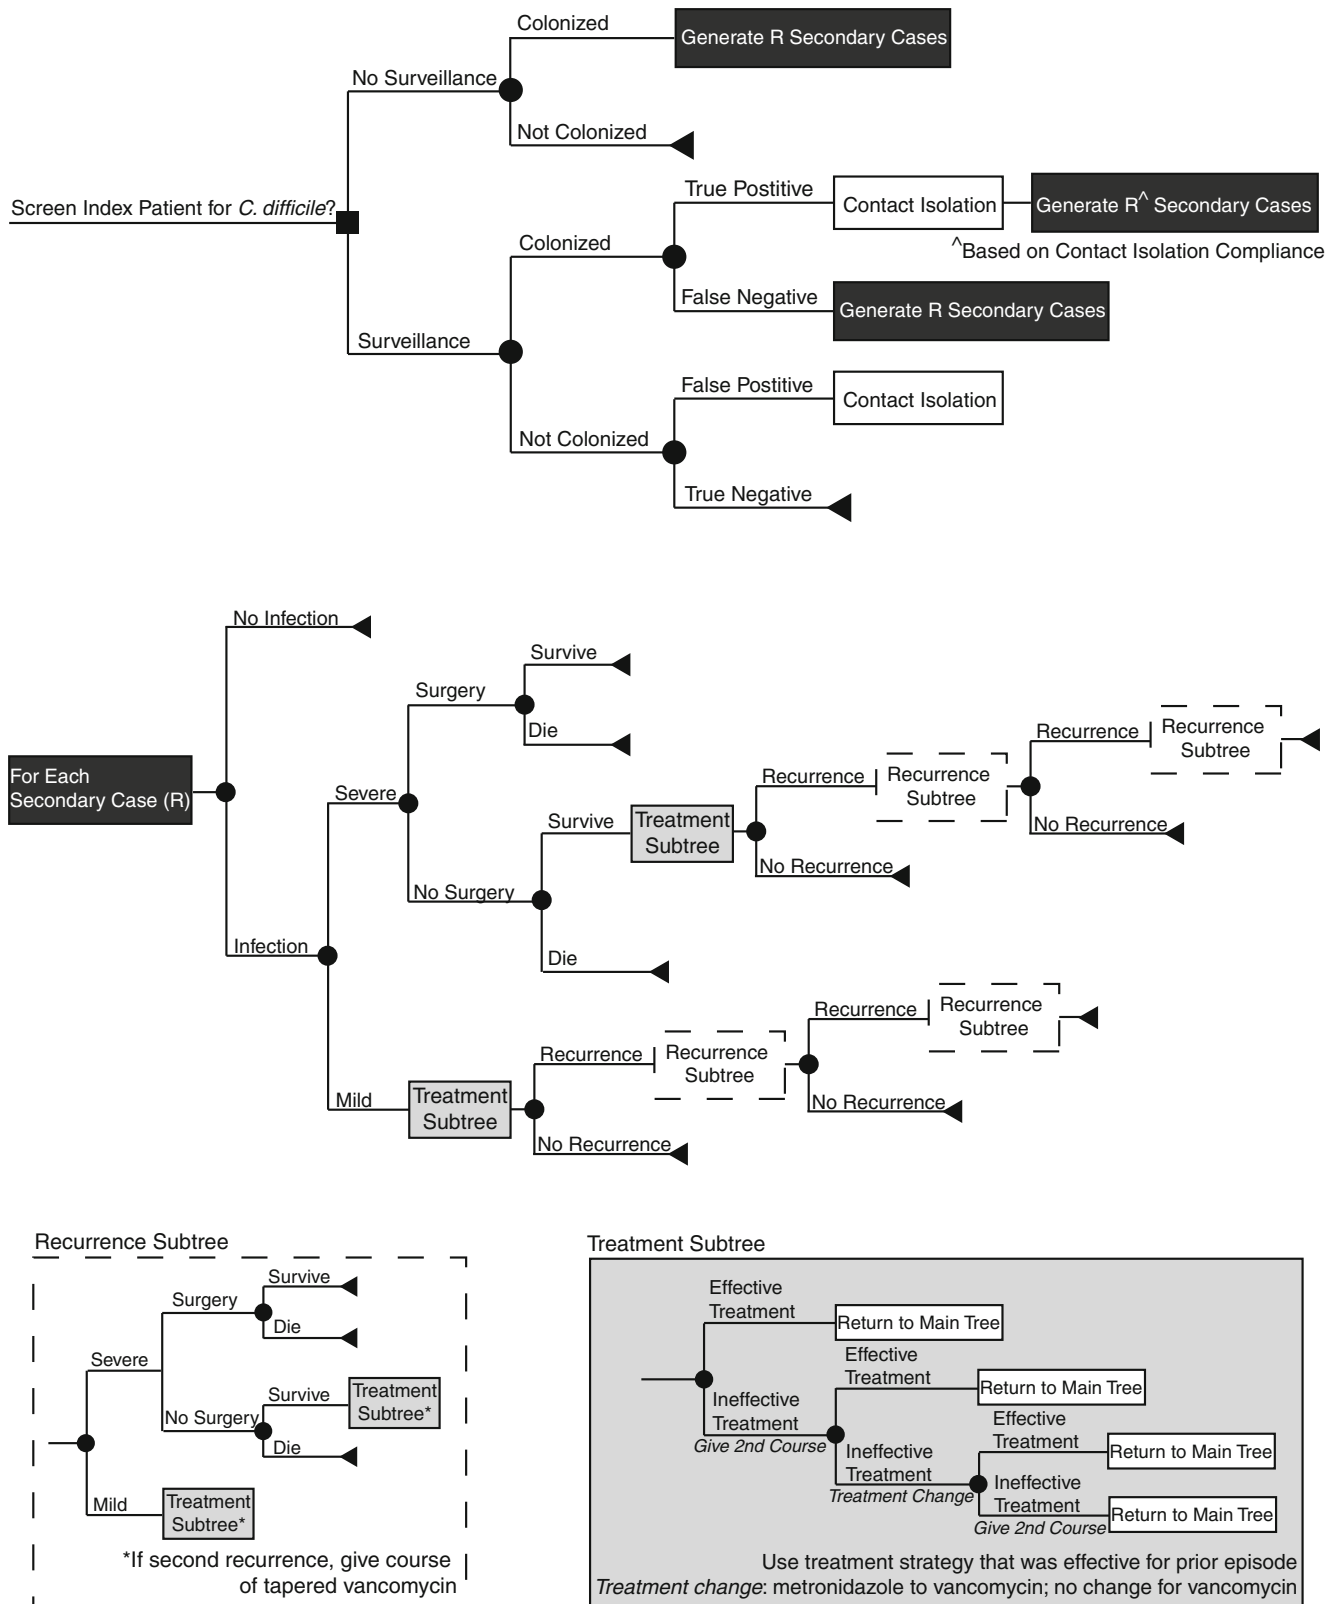 Colonized
Generate R Secondary Cases
No Surveillance
Not Colonized
Screen Index Patient for C. difficile?
True Postitive
Contact Isolation
Generate R^ Secondary Cases
^Based on Contact Isolation Compliance
Colonized
False Negative
Generate R Secondary Cases
Surveillance
False Postitive
Contact Isolation
Not Colonized
True Negative
No Infection
Survive
Surgery
Die
For Each
Secondary Case (R)
Severe
Recurrence
Recurrence
Subtree
Recurrence
Recurrence
Subtree
Survive
Treatment
Subtree
No Recurrence
No Recurrence
No Surgery
Die
Infection
Recurrence
Recurrence
Subtree
Recurrence
Recurrence
Subtree
Mild
Treatment
Subtree
No Recurrence
No Recurrence
Recurrence Subtree
Survive
Surgery
Die
Severe
Survive
Treatment
Subtree*
No Surgery
Die
Mild
Treatment
Subtree*
*If second recurrence, give course
of tapered vancomycin
Treatment Subtree
Effective
Treatment
Return to Main Tree
Effective
Treatment
Return to Main Tree
Ineffective
Treatment
Give 2nd Course
Effective
Treatment
Return to Main Tree
Ineffective
Treatment
Treatment Change
Ineffective
Treatment
Give 2nd Course
Return to Main Tree
Use treatment strategy that was effective for prior episode
Treatment change: metronidazole to vancomycin; no change for vancomycin